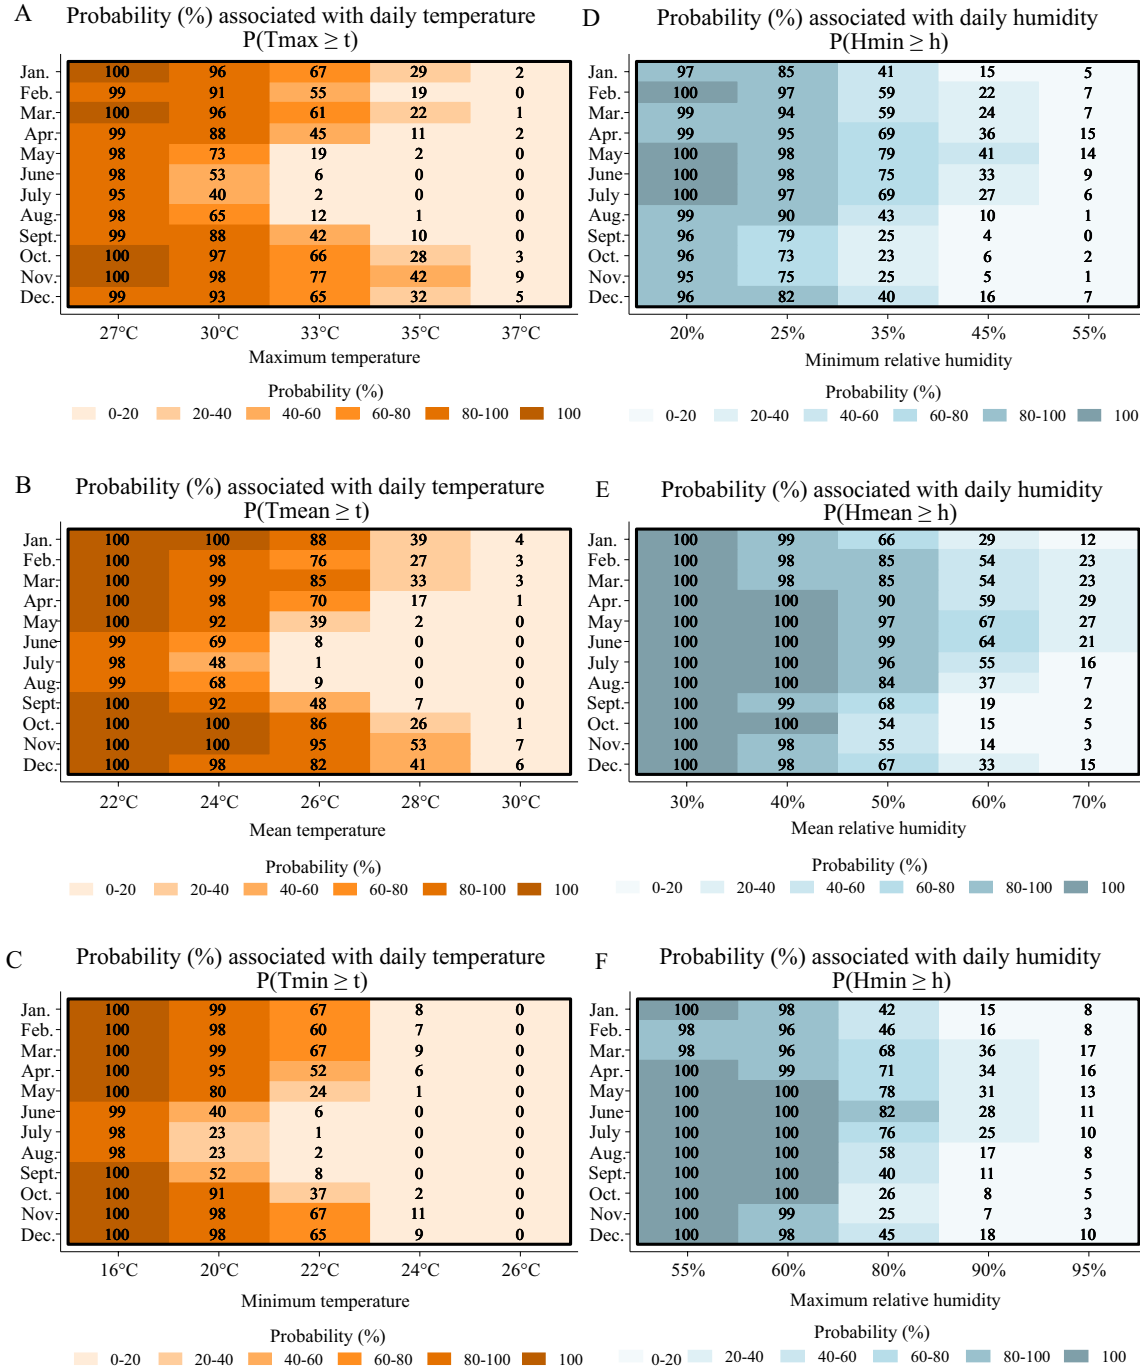 A
Probability (%) associated with daily temperature
P(Tmax ≥ t)
Jan. 100 96 67 29 2
Feb. 99 91 55 19 0
Mar. 100 96 61 22 1
Apr. 99 88 45 11 2
May 98 73 19 2 0
June 98 53 6 0 0
July 95 40 2 0 0
Aug. 98 65 12 1 0
Sept. 99 88 42 10 0
Oct. 100 97 66 28 3
Nov. 100 98 77 42 9
Dec. 99 93 65 32 5
27°C 30°C 33°C 35°C 37°C
Maximum temperature
Probability (%)
0-20 20-40 40-60 60-80 80-100 100
D
Probability (%) associated with daily humidity
P(Hmin ≥ h)
Jan. 97 85 41 15 5
Feb. 100 97 59 22 7
Mar. 99 94 59 24 7
Apr. 99 95 69 36 15
May 100 98 79 41 14
June 100 98 75 33 9
July 100 97 69 27 6
Aug. 99 90 43 10 1
Sept. 96 79 25 4 0
Oct. 96 73 23 6 2
Nov. 95 75 25 5 1
Dec. 96 82 40 16 7
20% 25% 35% 45% 55%
Minimum relative humidity
Probability (%)
0-20 20-40 40-60 60-80 80-100 100
B
Probability (%) associated with daily temperature
P(Tmean ≥ t)
Jan. 100 100 88 39 4
Feb. 100 98 76 27 3
Mar. 100 99 85 33 3
Apr. 100 98 70 17 1
May 100 92 39 2 0
June 99 69 8 0 0
July 98 48 1 0 0
Aug. 99 68 9 0 0
Sept. 100 92 48 7 0
Oct. 100 100 86 26 1
Nov. 100 100 95 53 7
Dec. 100 98 82 41 6
22°C 24°C 26°C 28°C 30°C
Mean temperature
Probability (%)
0-20 20-40 40-60 60-80 80-100 100
E
Probability (%) associated with daily humidity
P(Hmean ≥ h)
Jan. 100 99 66 29 12
Feb. 100 98 85 54 23
Mar. 100 98 85 54 23
Apr. 100 100 90 59 29
May 100 100 97 67 27
June 100 100 99 64 21
July 100 100 96 55 16
Aug. 100 100 84 37 7
Sept. 100 99 68 19 2
Oct. 100 100 54 15 5
Nov. 100 98 55 14 3
Dec. 100 98 67 33 15
30% 40% 50% 60% 70%
Mean relative humidity
Probability (%)
0-20 20-40 40-60 60-80 80-100 100
C
Probability (%) associated with daily temperature
P(Tmin ≥ t)
Jan. 100 99 67 8 0
Feb. 100 98 60 7 0
Mar. 100 99 67 9 0
Apr. 100 95 52 6 0
May 100 80 24 1 0
June 99 40 6 0 0
July 98 23 1 0 0
Aug. 98 23 2 0 0
Sept. 100 52 8 0 0
Oct. 100 91 37 2 0
Nov. 100 98 67 11 0
Dec. 100 98 65 9 0
16°C 20°C 22°C 24°C 26°C
Minimum temperature
Probability (%)
0-20 20-40 40-60 60-80 80-100 100
F
Probability (%) associated with daily humidity
P(Hmin ≥ h)
Jan. 100 98 42 15 8
Feb. 98 96 46 16 8
Mar. 98 96 68 36 17
Apr. 100 99 71 34 16
May 100 100 78 31 13
June 100 100 82 28 11
July 100 100 76 25 10
Aug. 100 100 58 17 8
Sept. 100 100 40 11 5
Oct. 100 100 26 8 5
Nov. 100 99 25 7 3
Dec. 100 98 45 18 10
55% 60% 80% 90% 95%
Maximum relative humidity
Probability (%)
0-20 20-40 40-60 60-80 80-100 100